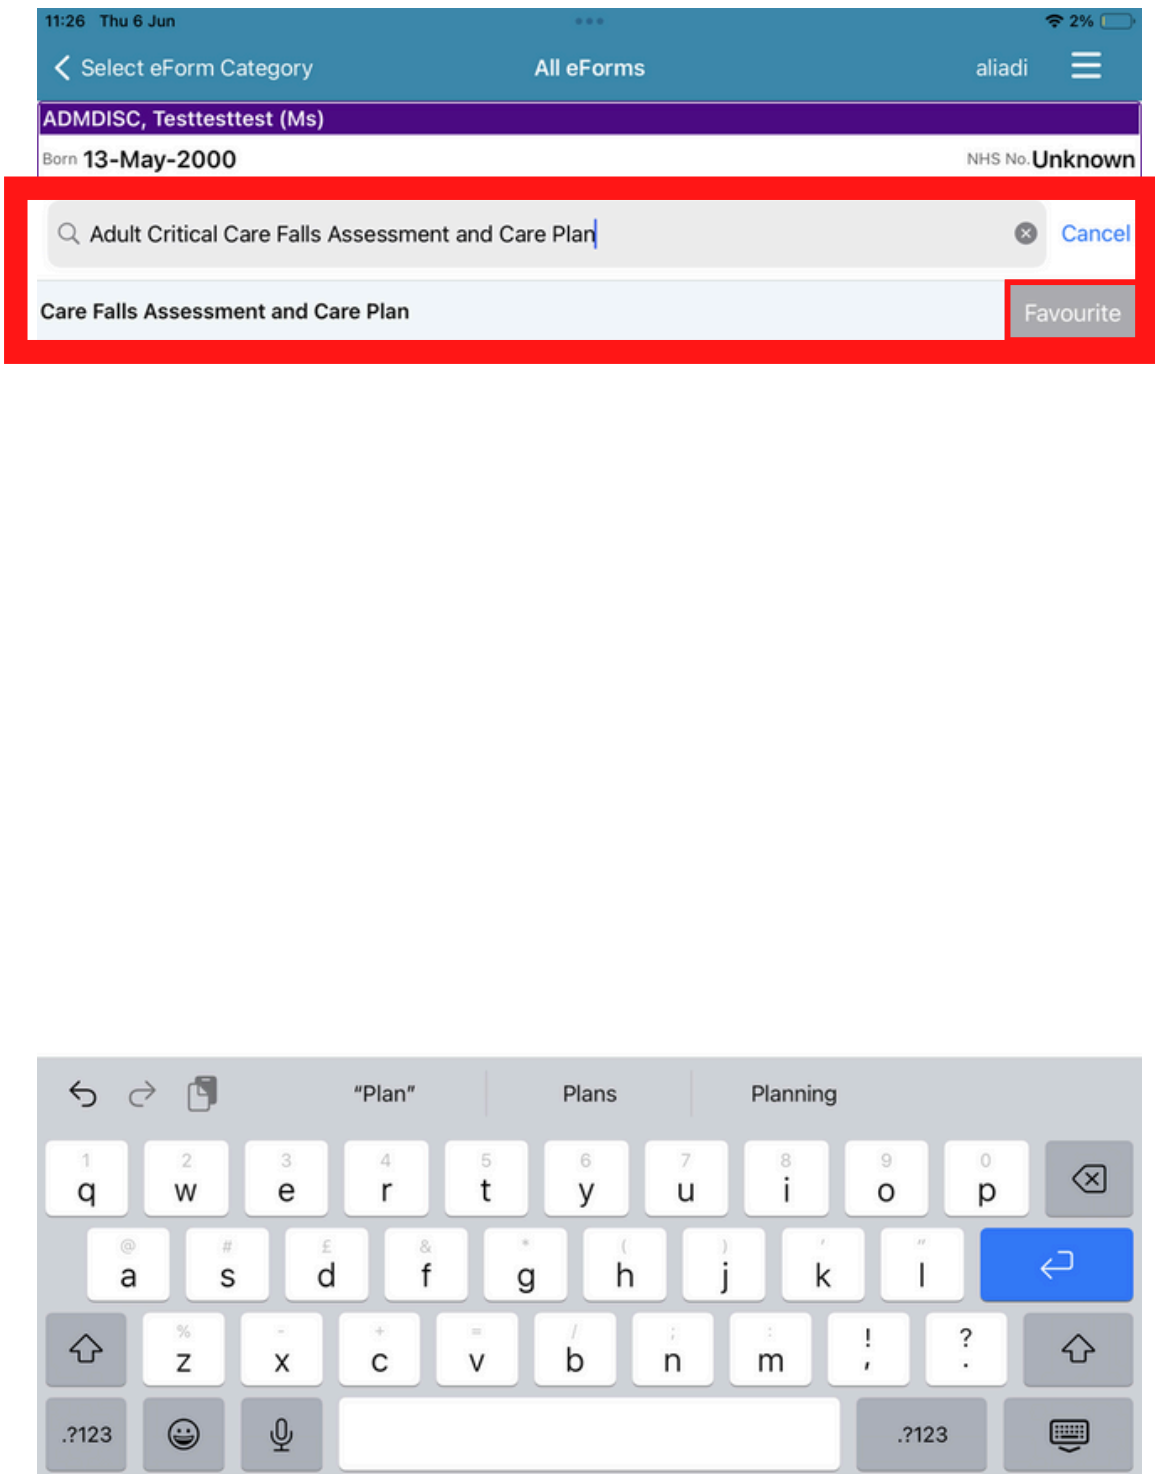 11:26 Thu 6 Jun 2%
Select eForm Category All eForms aliadi
ADMDISC, Testtesttest (Ms)
Born 13-May-2000 NHS No. Unknown
Adult Critical Care Falls Assessment and Care Plan Cancel
Care Falls Assessment and Care Plan Favourite
“Plan” Plans Planning
1 2 3 4 5 6 7 8 9 0
q w e r t y u i o p
@ # £ & * ( ) ' "
a s d f g h j k l
% - + = / ; : ! ?
z x c v b n m , .
.?123 .?123